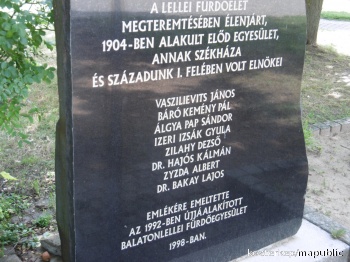 A LELLEI FÜRDŐÉLET
MEGTEREMTÉSÉBEN ÉLENJÁRT,
1904-BEN ALAKULT ELŐD EGYESÜLET,
ANNAK SZÉKHÁZA
ÉS SZÁZADUNK I. FELÉBEN VOLT ELNÖKEI
VASZILIEVITS JÁNOS
BÁRÓ KEMÉNY PÁL
ÁLGYA PAP SÁNDOR
IZERI IZSÁK GYULA
ZILAHY DEZSŐ
DR. HAJÓS KÁLMÁN
ZYZDA ALBERT
DR. BAKAY LAJOS
EMLÉKÉRE EMELTETTE
AZ 1992-BEN ÚJJÁALAKÍTOTT
BALATONLELLEI FÜRDŐEGYESÜLET
1998-BAN.
/mapublic